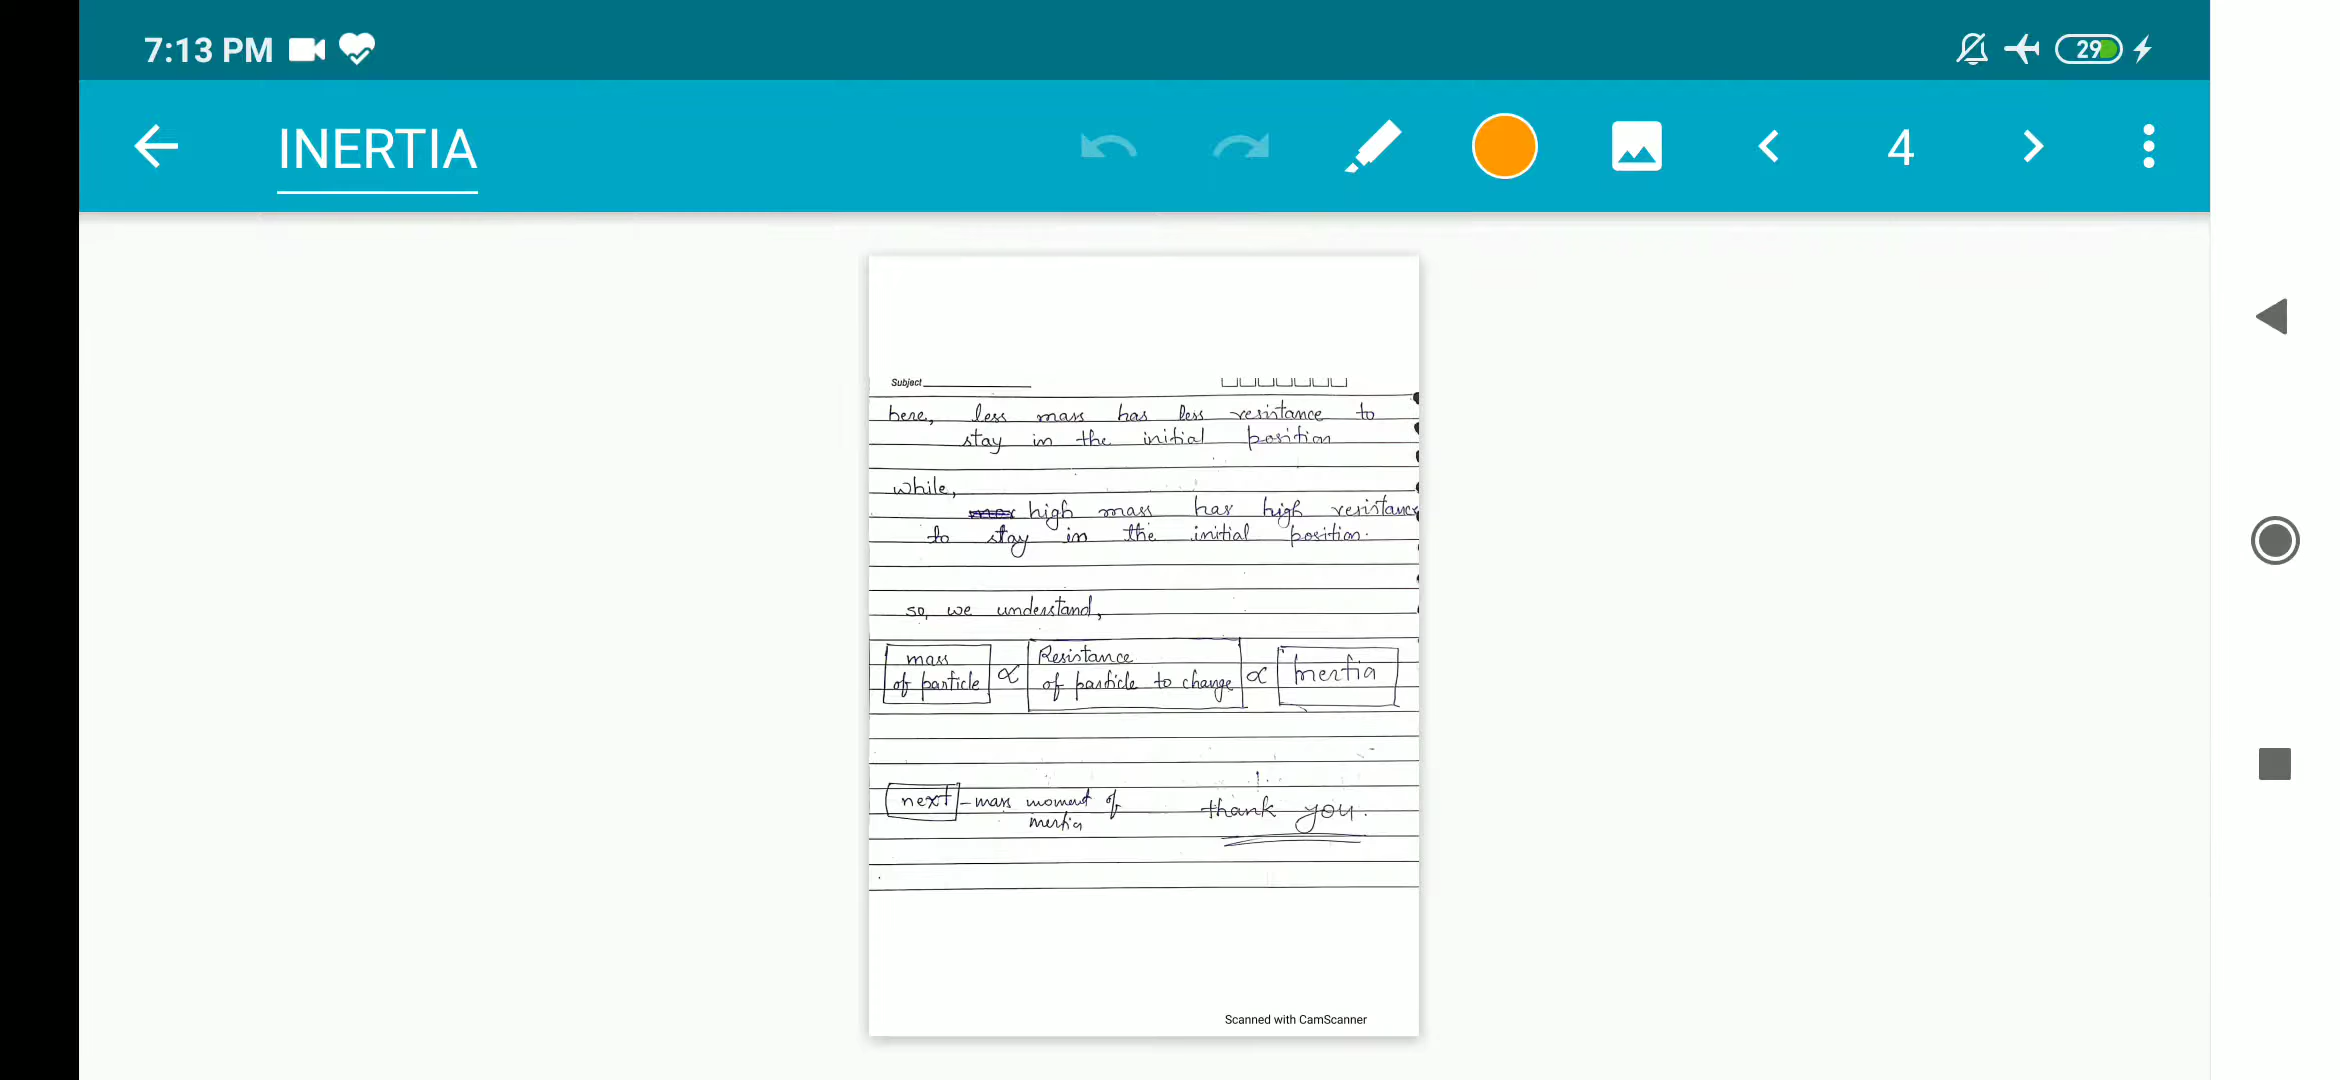 7:13 PM
29
INERTIA
4
Subject
here, less mass has less resistance to
stay in the initial position
while,
high mass has high resistance
to stay in the initial position.
so, we understand,
mass
of particle ∝ Resistance
of particle to change ∝ Inertia
next - mass moment of
inertia
thank you.
Scanned with CamScanner